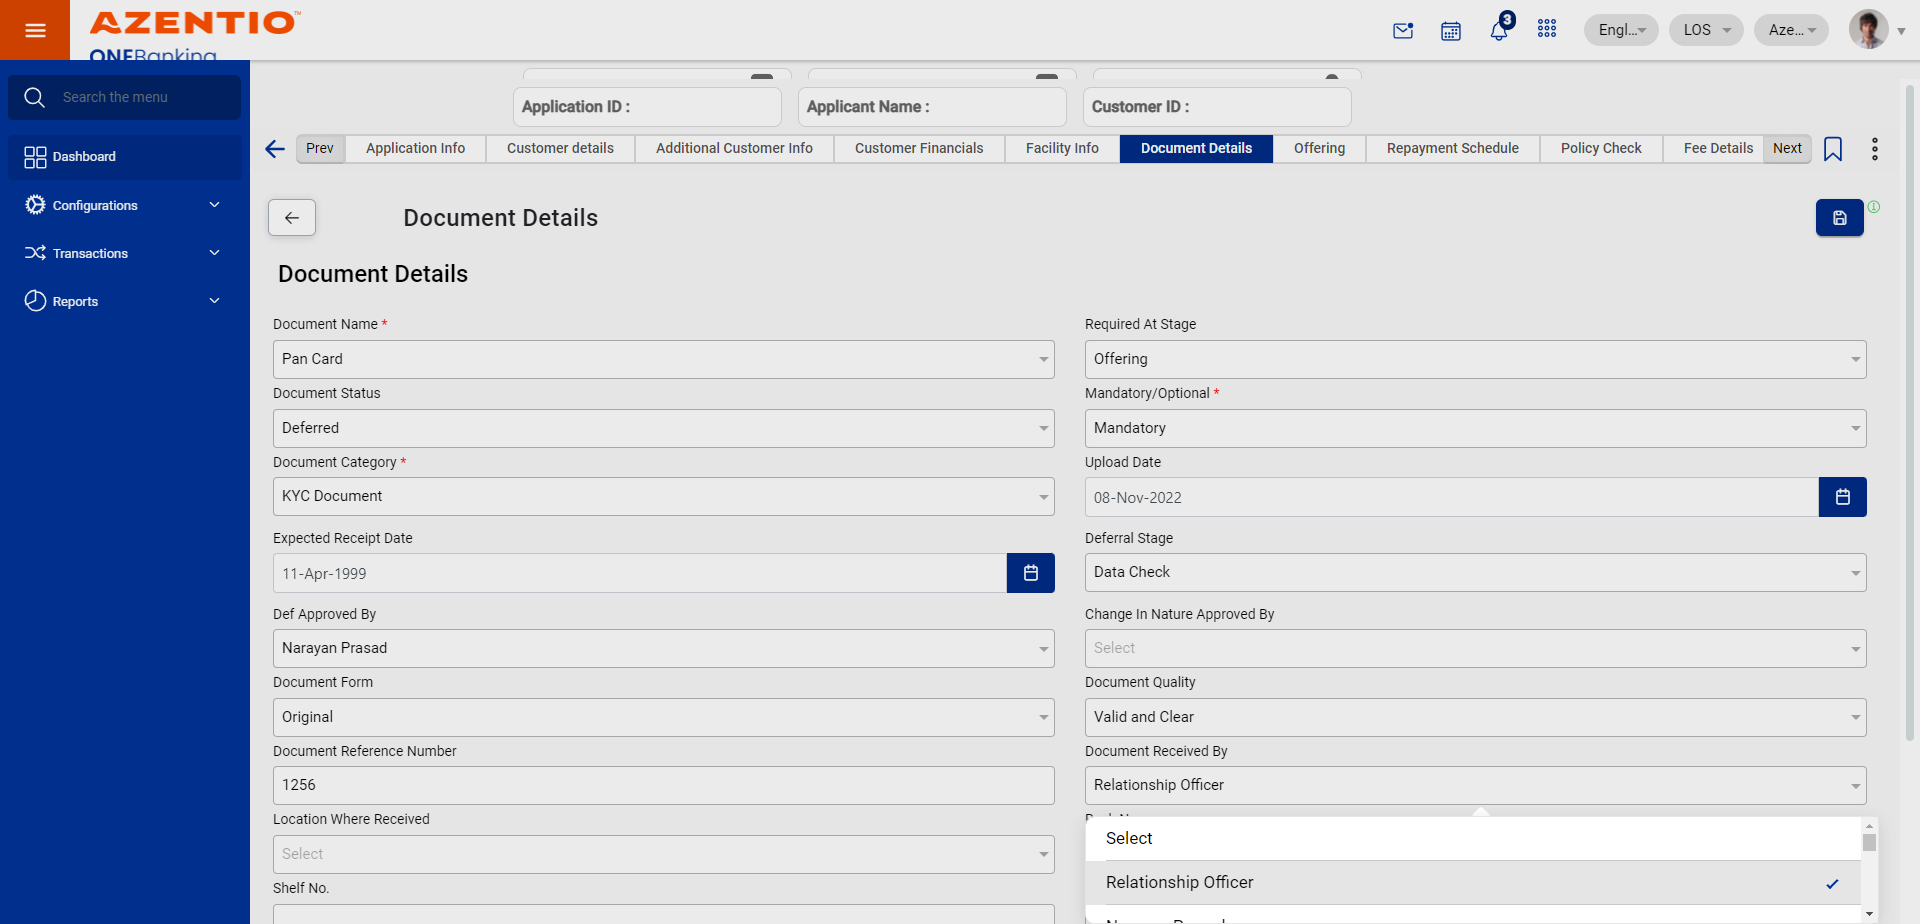 AZENTIO™
ONEBanking
3
Engl...
LOS
Aze...
Search the menu
Dashboard
Configurations
Transactions
Reports
Application ID :
Applicant Name :
Customer ID :
Prev
Application Info
Customer details
Additional Customer Info
Customer Financials
Facility Info
Document Details
Offering
Repayment Schedule
Policy Check
Fee Details
Next
Document Details
Document Details
Document Name *
Required At Stage
Pan Card
Offering
Document Status
Mandatory/Optional *
Deferred
Mandatory
Document Category *
Upload Date
KYC Document
08-Nov-2022
Expected Receipt Date
Deferral Stage
11-Apr-1999
Data Check
Def Approved By
Change In Nature Approved By
Narayan Prasad
Select
Document Form
Document Quality
Original
Valid and Clear
Document Reference Number
Document Received By
1256
Relationship Officer
Location Where Received
Select
Select
Relationship Officer
Shelf No.